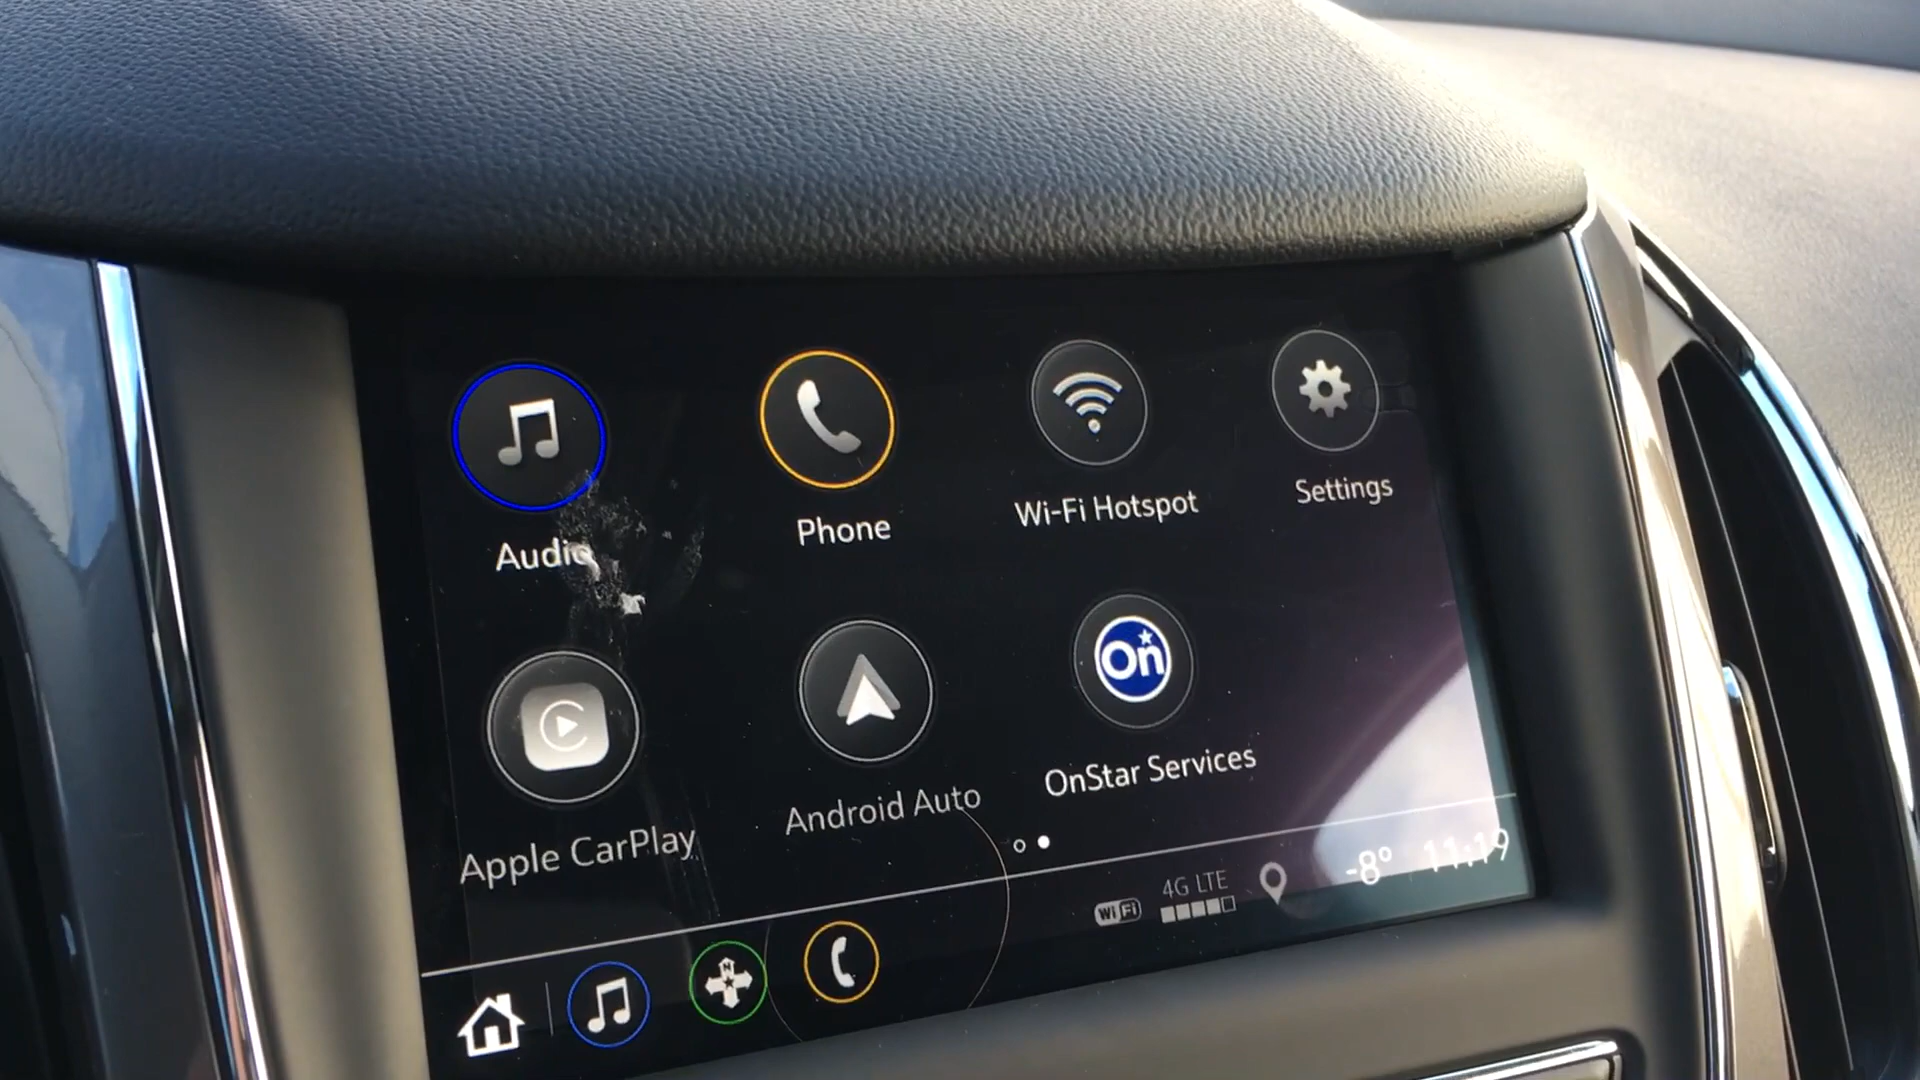 Audio
Phone
Wi-Fi Hotspot
Settings
Apple CarPlay
Android Auto
On
OnStar Services
WiFi
4G LTE
-8°
11:19
N